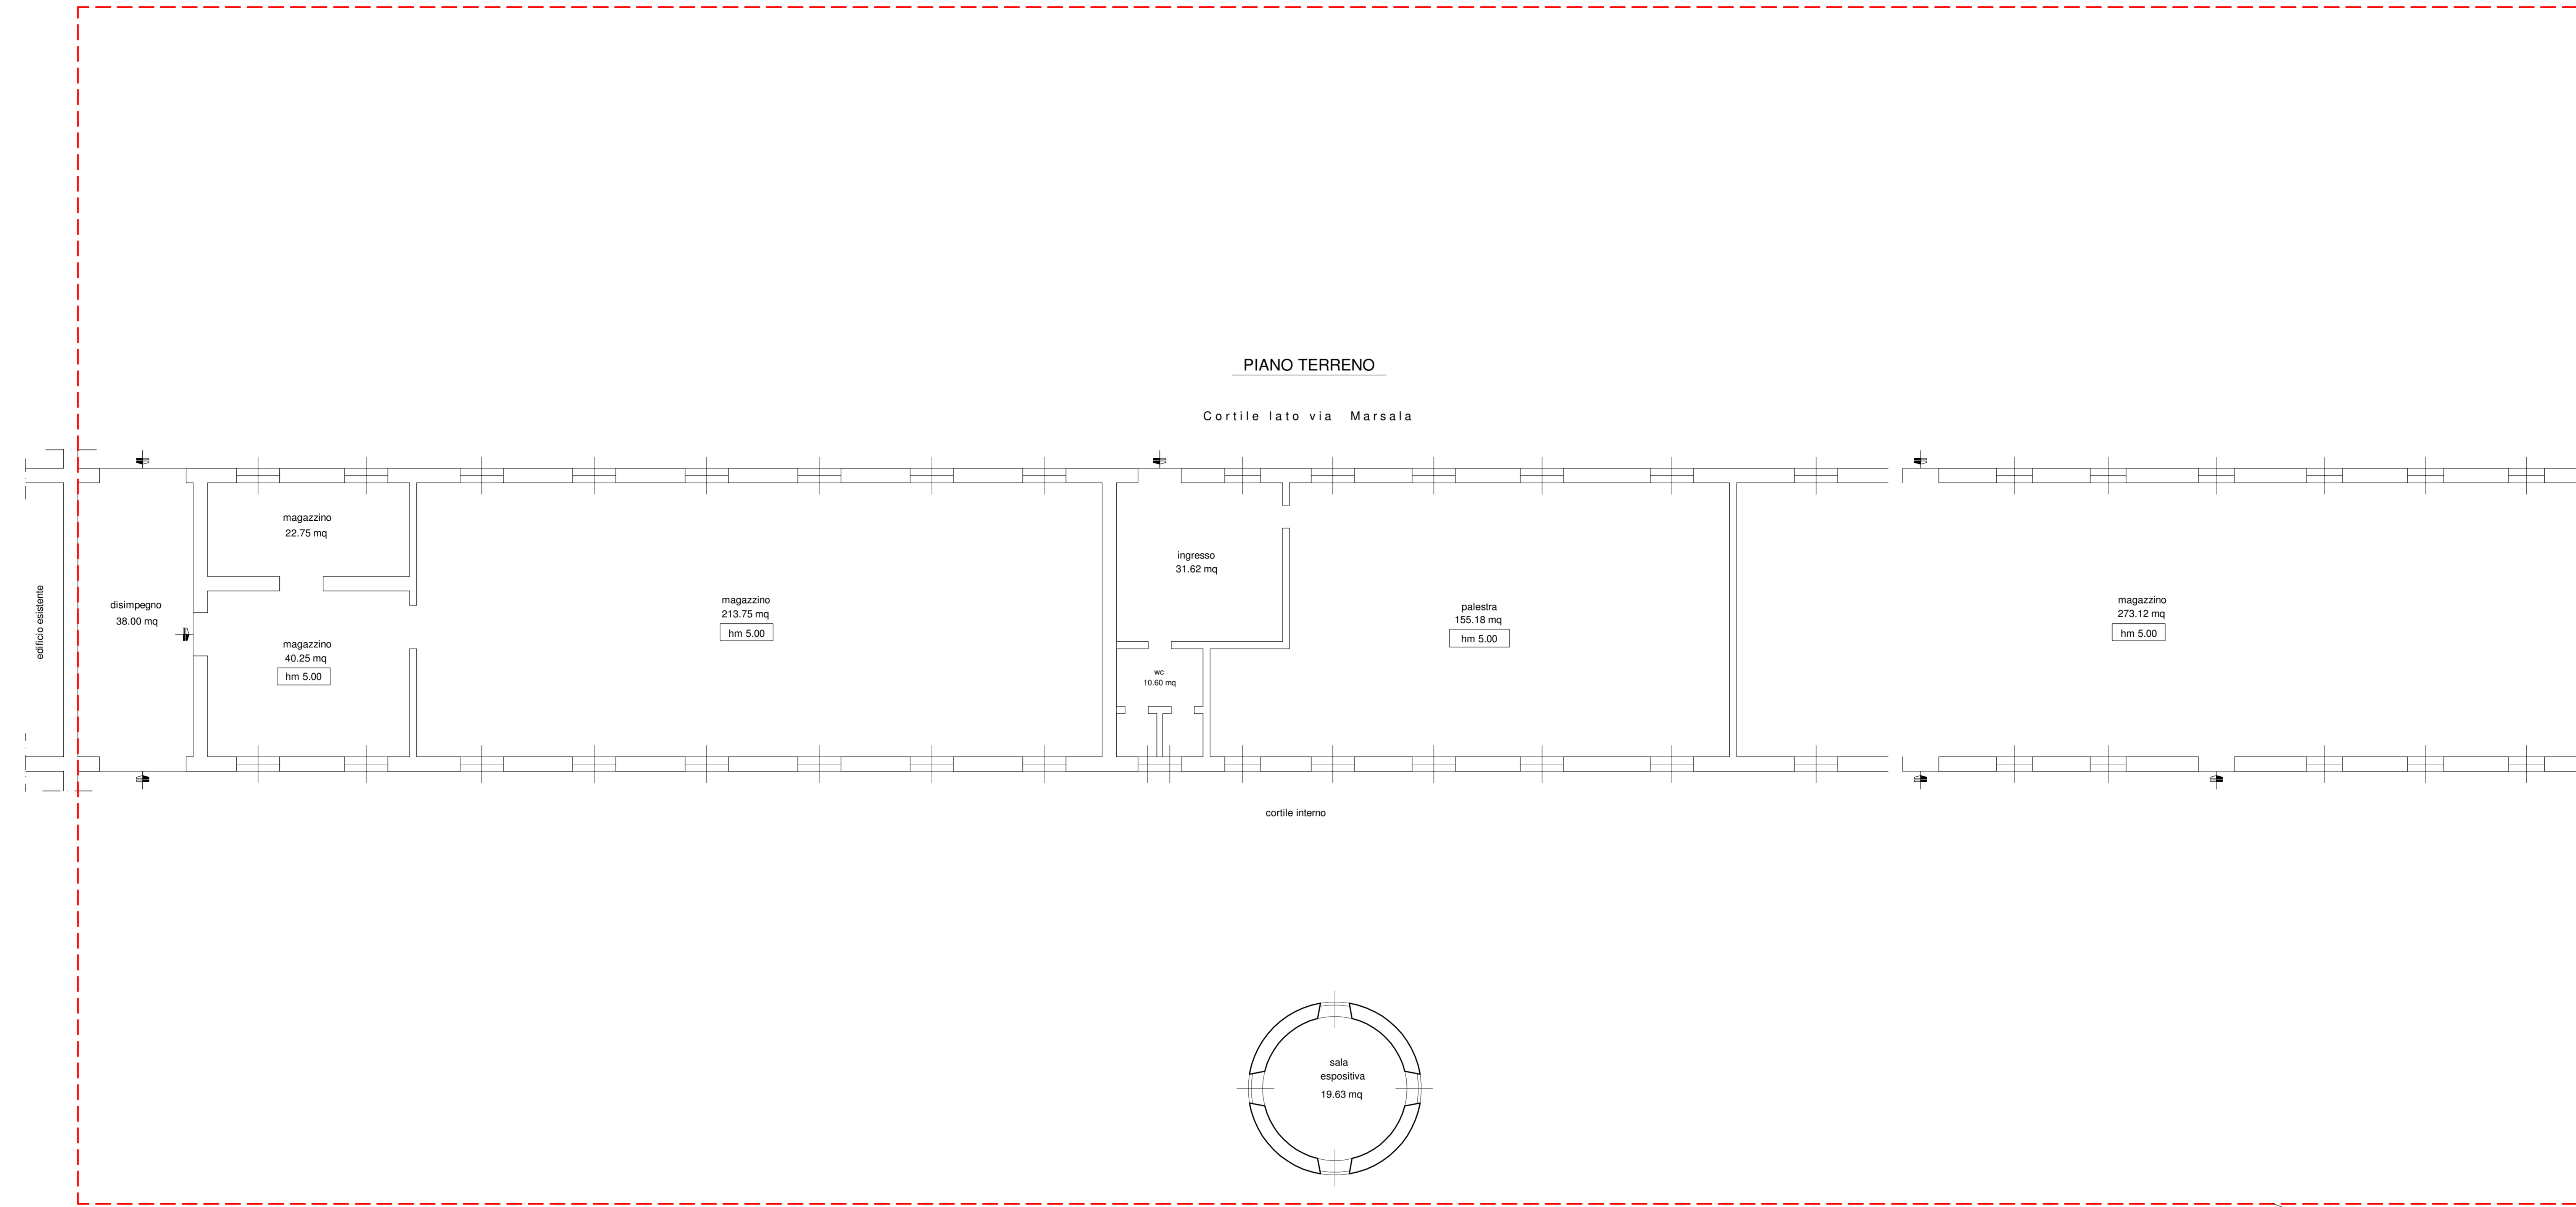 PIANO TERRENO
Cortile lato via Marsala
edificio esistente
disimpegno
38.00 mq
magazzino
22.75 mq
magazzino
40.25 mq
hm 5.00
magazzino
213.75 mq
hm 5.00
ingresso
31.62 mq
wc
10.60 mq
palestra
155.18 mq
hm 5.00
magazzino
273.12 mq
hm 5.00
cortile interno
sala
espositiva
19.63 mq